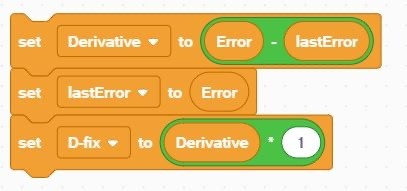 set Derivative to Error - lastError
set lastError to Error
set D-fix to Derivative * 1